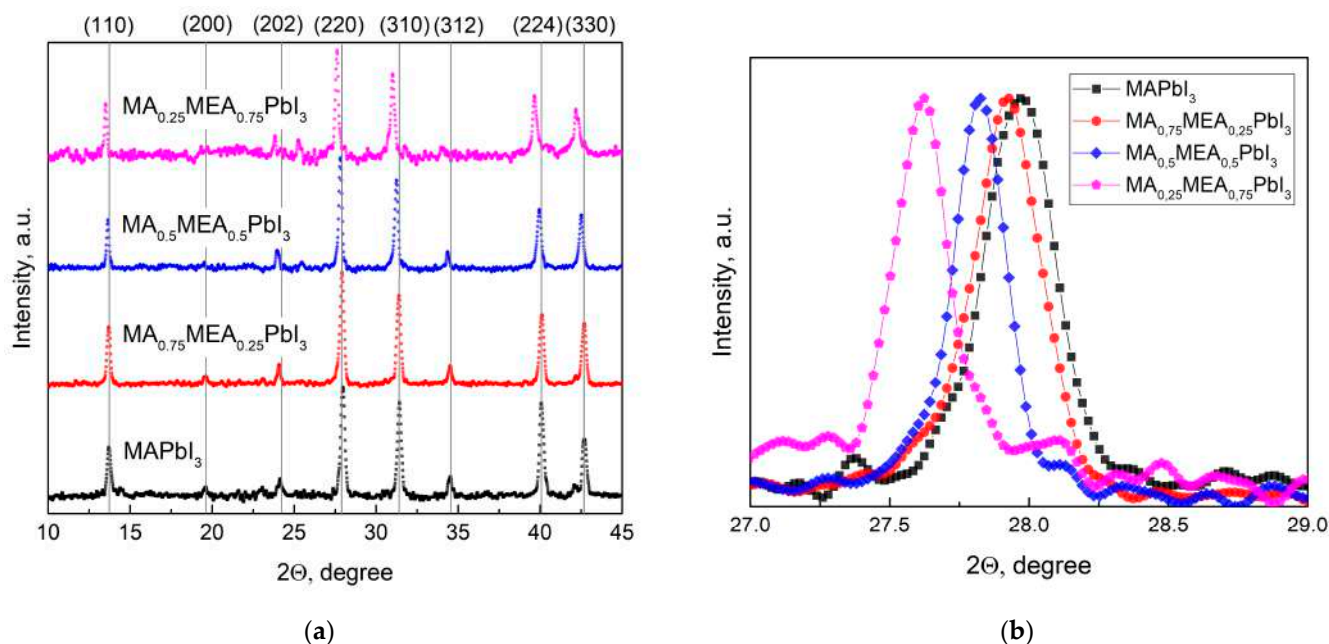 (110) (200) (202) (220) (310) (312) (224) (330)
MA0.25MEA0.75PbI3
MA0.5MEA0.5PbI3
MA0.75MEA0.25PbI3
MAPbI3
Intensity, a.u.
10 15 20 25 30 35 40 45
2Θ, degree
(a)
MAPbI3
MA0,75MEA0,25PbI3
MA0,5MEA0,5PbI3
MA0,25MEA0,75PbI3
Intensity, a.u.
27.0 27.5 28.0 28.5 29.0
2Θ, degree
(b)